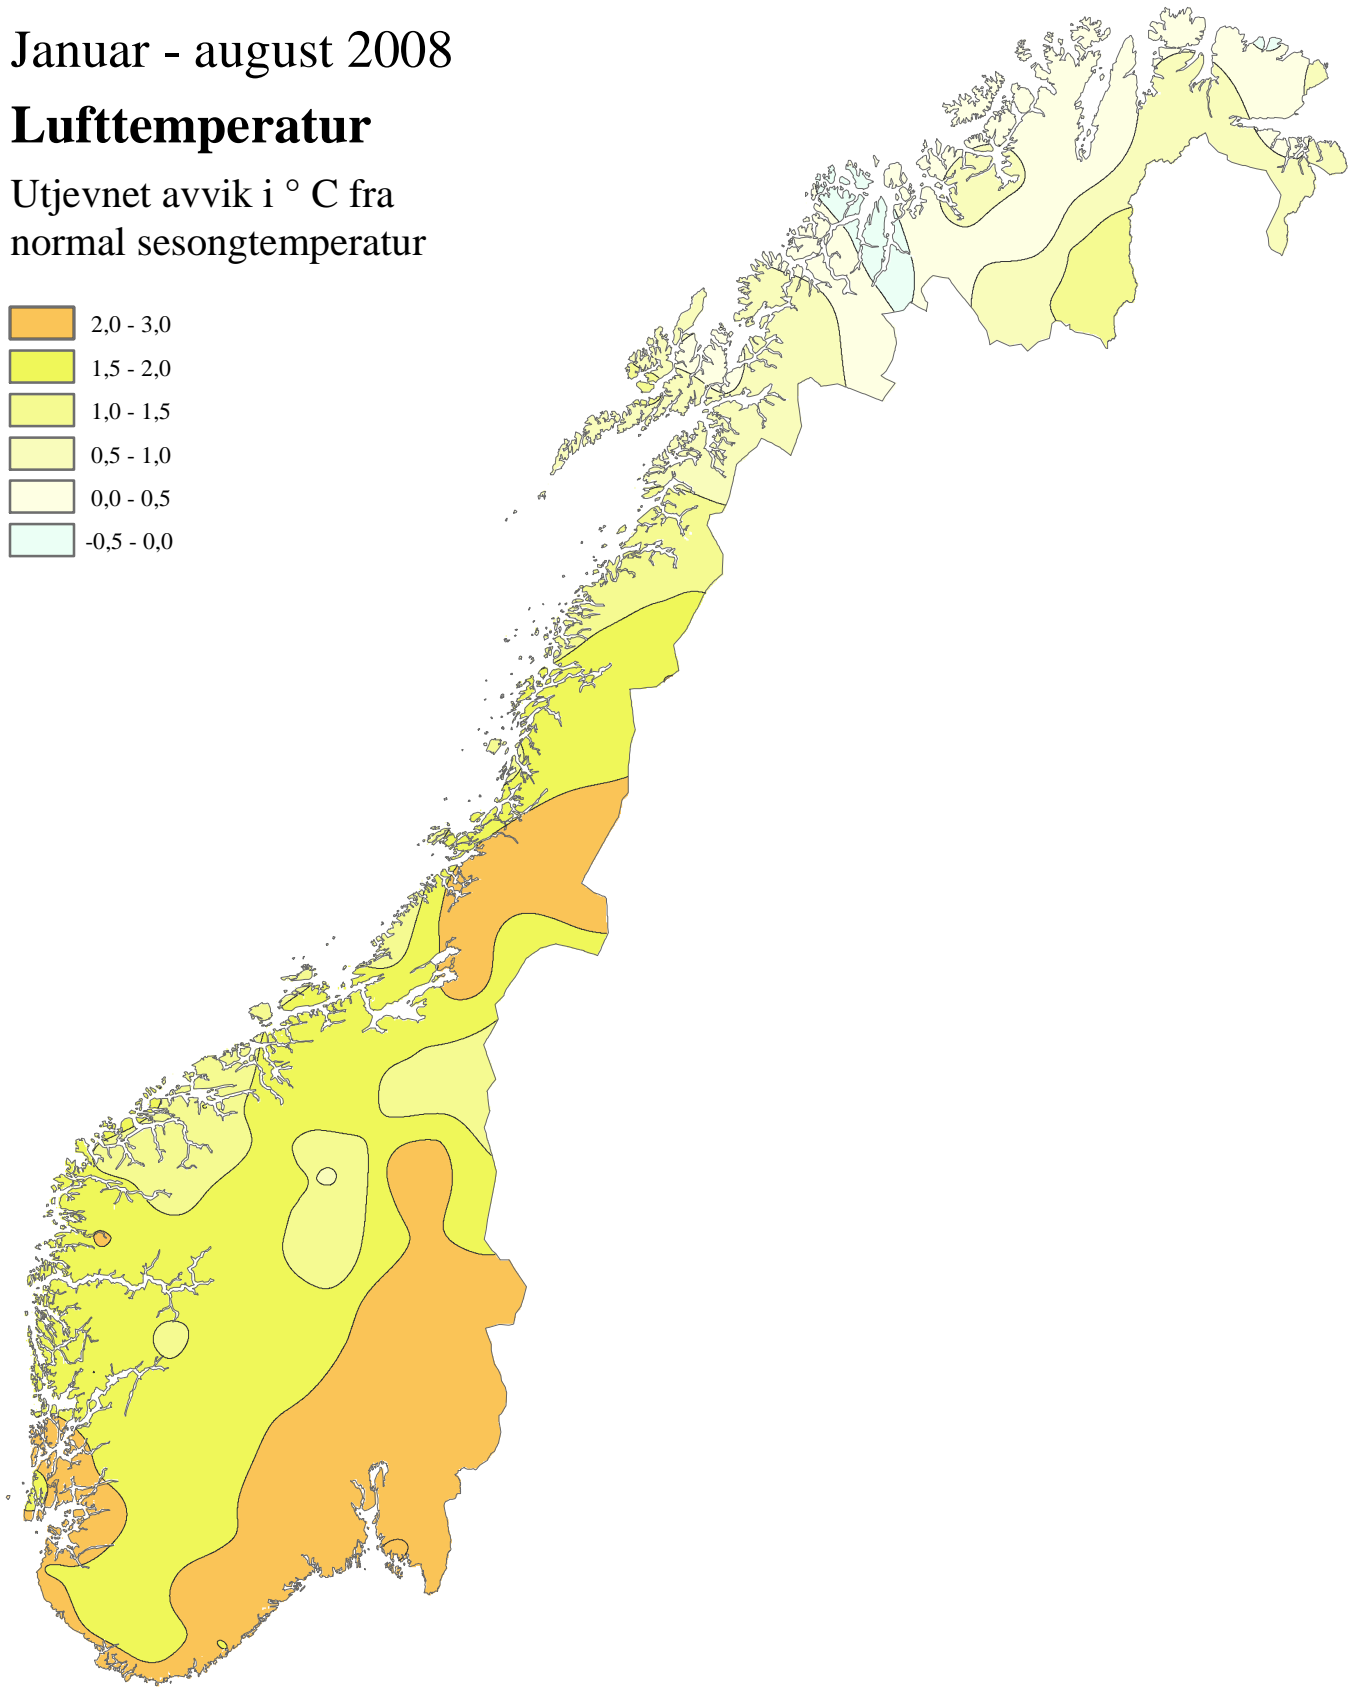 Januar - august 2008
Lufttemperatur
Utjevnet avvik i ° C fra
normal sesongtemperatur
2,0 - 3,0
1,5 - 2,0
1,0 - 1,5
0,5 - 1,0
0,0 - 0,5
-0,5 - 0,0